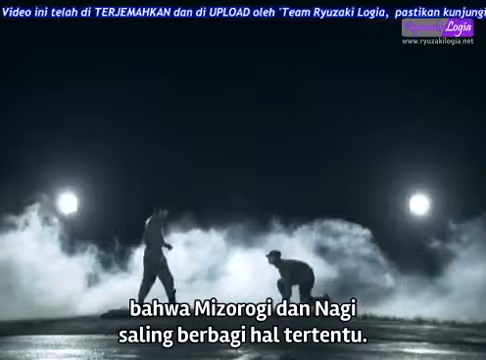 Video ini telah di TERJEMAHKAN dan di UPLOAD oleh "Team Ryuzaki Logia, pastikan kunjungi
Ryuzaki Logia
www.ryuzakilogia.net
bahwa Mizorogi dan Nagi
saling berbagi hal tertentu.